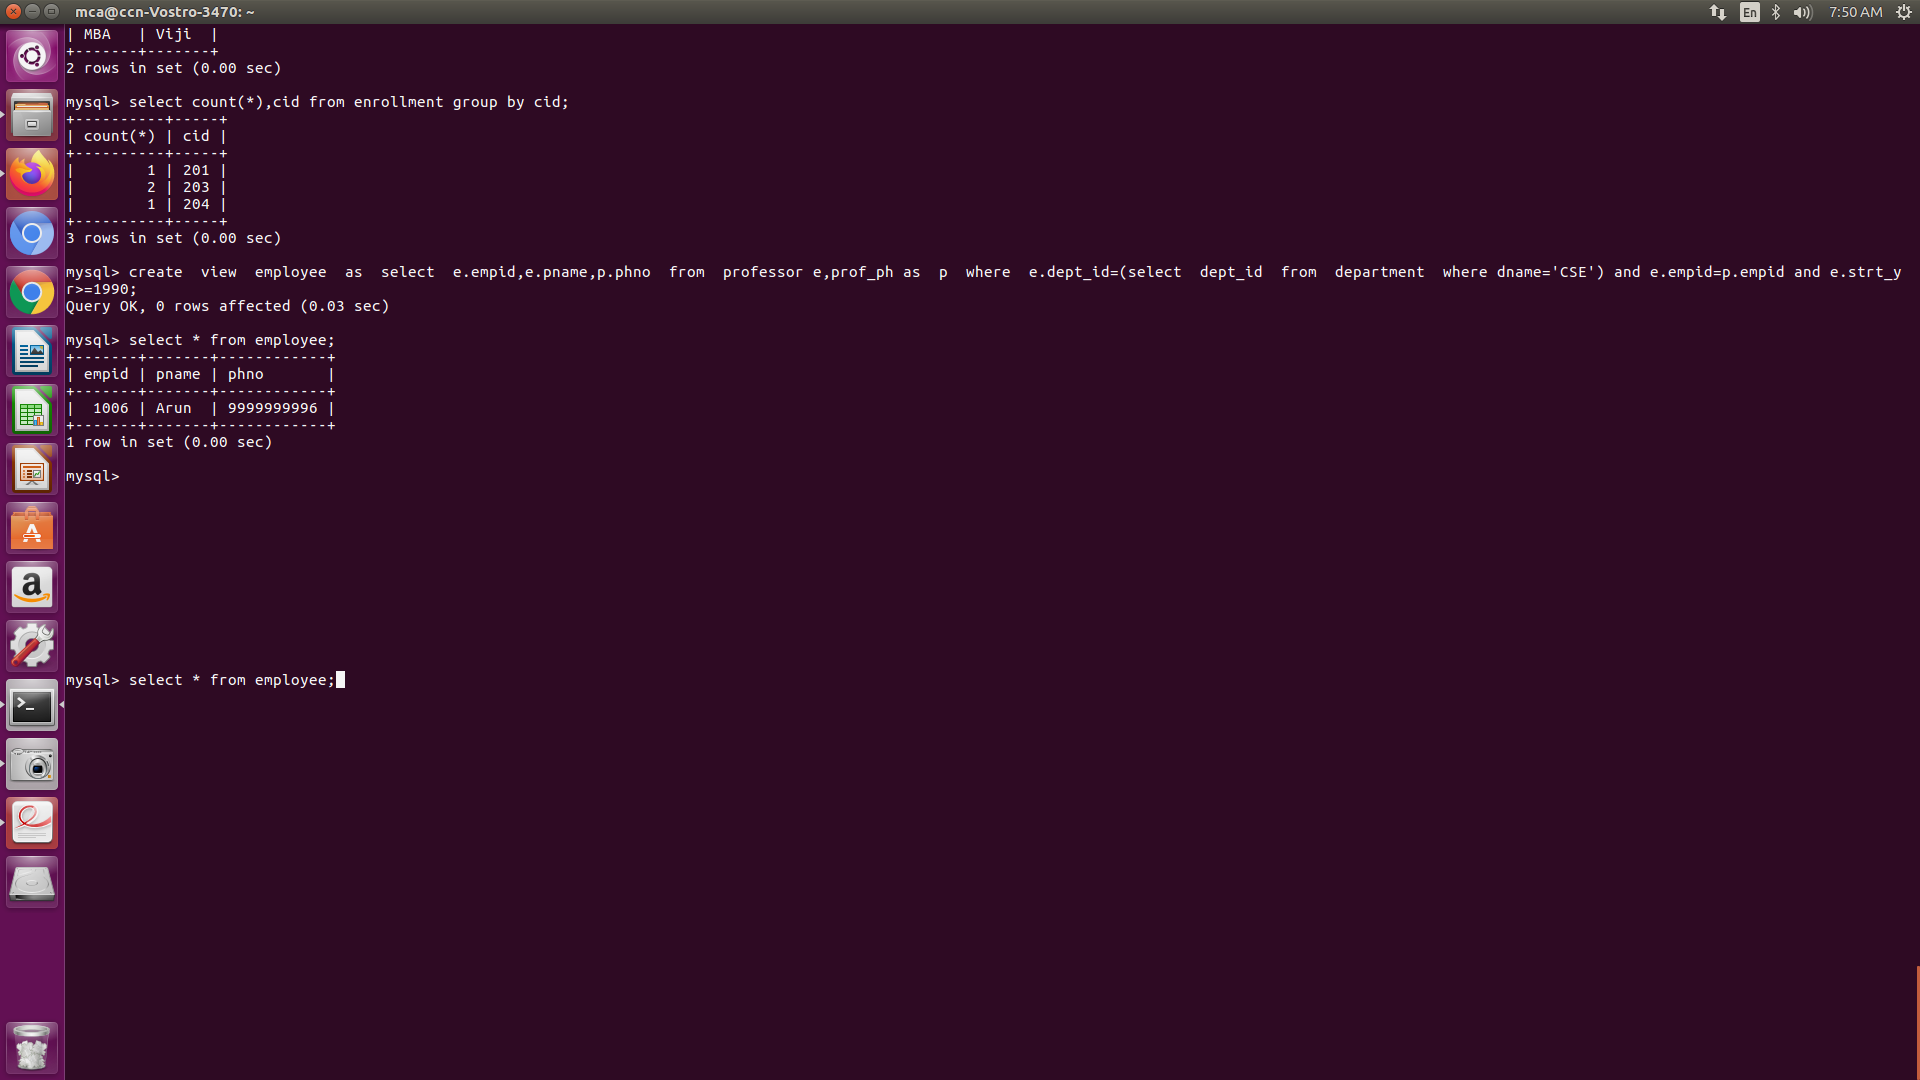 mca@ccn-Vostro-3470: ~
En
7:50 AM
| MBA   | Viji  |
+-------+-------+
2 rows in set (0.00 sec)
mysql> select count(*),cid from enrollment group by cid;
+----------+-----+
| count(*) | cid |
+----------+-----+
|        1 | 201 |
|        2 | 203 |
|        1 | 204 |
+----------+-----+
3 rows in set (0.00 sec)
mysql> create  view  employee  as  select  e.empid,e.pname,p.phno  from  professor e,prof_ph as  p  where  e.dept_id=(select  dept_id  from  department  where dname='CSE') and e.empid=p.empid and e.strt_y
r>=1990;
Query OK, 0 rows affected (0.03 sec)
mysql> select * from employee;
+-------+-------+------------+
| empid | pname | phno       |
+-------+-------+------------+
|  1006 | Arun  | 9999999996 |
+-------+-------+------------+
1 row in set (0.00 sec)
mysql>
mysql> select * from employee;